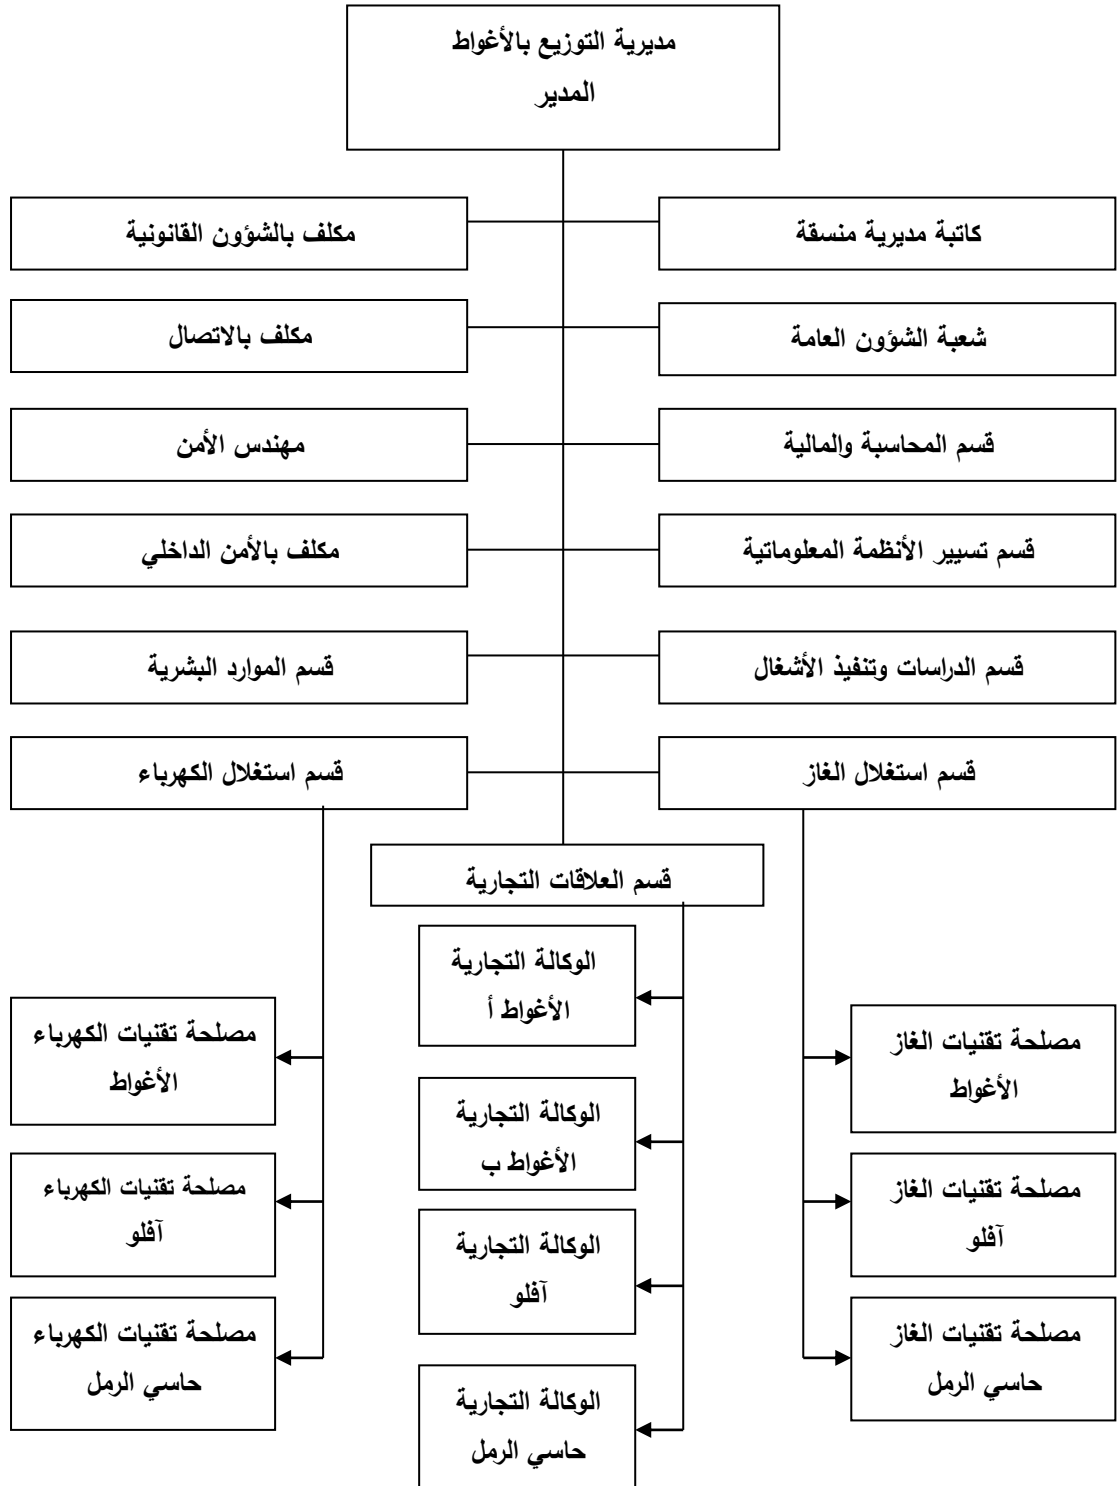 مديرية التوزيع بالأغواط
المدير
كاتبة مديرية منسقة
مكلف بالشؤون القانونية
شعبة الشؤون العامة
مكلف بالاتصال
قسم المحاسبة والمالية
مهندس الأمن
قسم تسيير الأنظمة المعلوماتية
مكلف بالأمن الداخلي
قسم الدراسات وتنفيذ الأشغال
قسم الموارد البشرية
قسم استغلال الغاز
قسم استغلال الكهرباء
قسم العلاقات التجارية
مصلحة تقنيات الغاز
الأغواط
مصلحة تقنيات الغاز
آفلو
مصلحة تقنيات الغاز
حاسي الرمل
الوكالة التجارية
الأغواط أ
الوكالة التجارية
الأغواط ب
الوكالة التجارية
آفلو
الوكالة التجارية
حاسي الرمل
مصلحة تقنيات الكهرباء
الأغواط
مصلحة تقنيات الكهرباء
آفلو
مصلحة تقنيات الكهرباء
حاسي الرمل